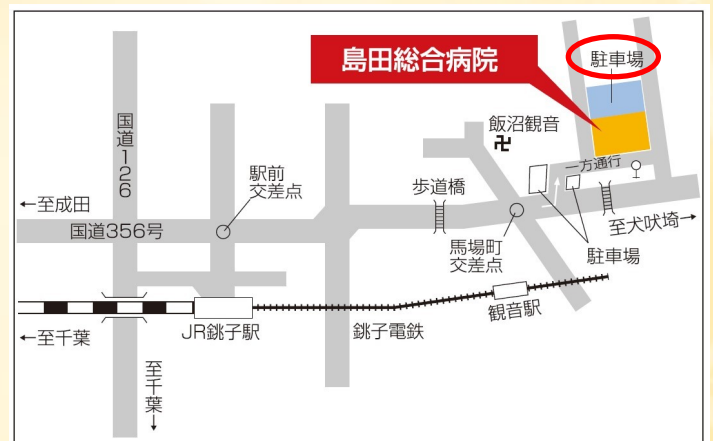 島田総合病院
駐車場
国道126
飯沼観音
一方通行
駅前
交差点
歩道橋
←至成田
国道356号
至犬吠埼→
馬場町
交差点
駐車場
観音駅
JR銚子駅
銚子電鉄
←至千葉
至千葉↓